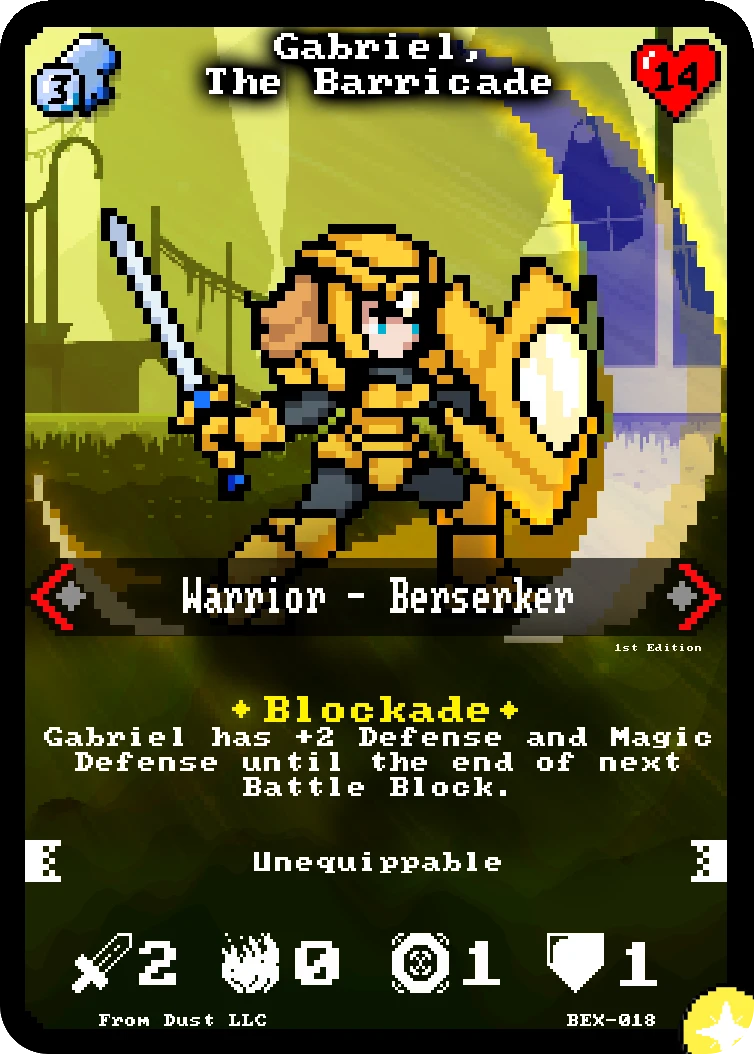 Gabriel,
The Barricade
3
14
Warrior - Berserker
1st Edition
Blockade
Gabriel has +2 Defense and Magic
Defense until the end of next
Battle Block.
Unequippable
2 0 1 1
From Dust LLC
BEX-018